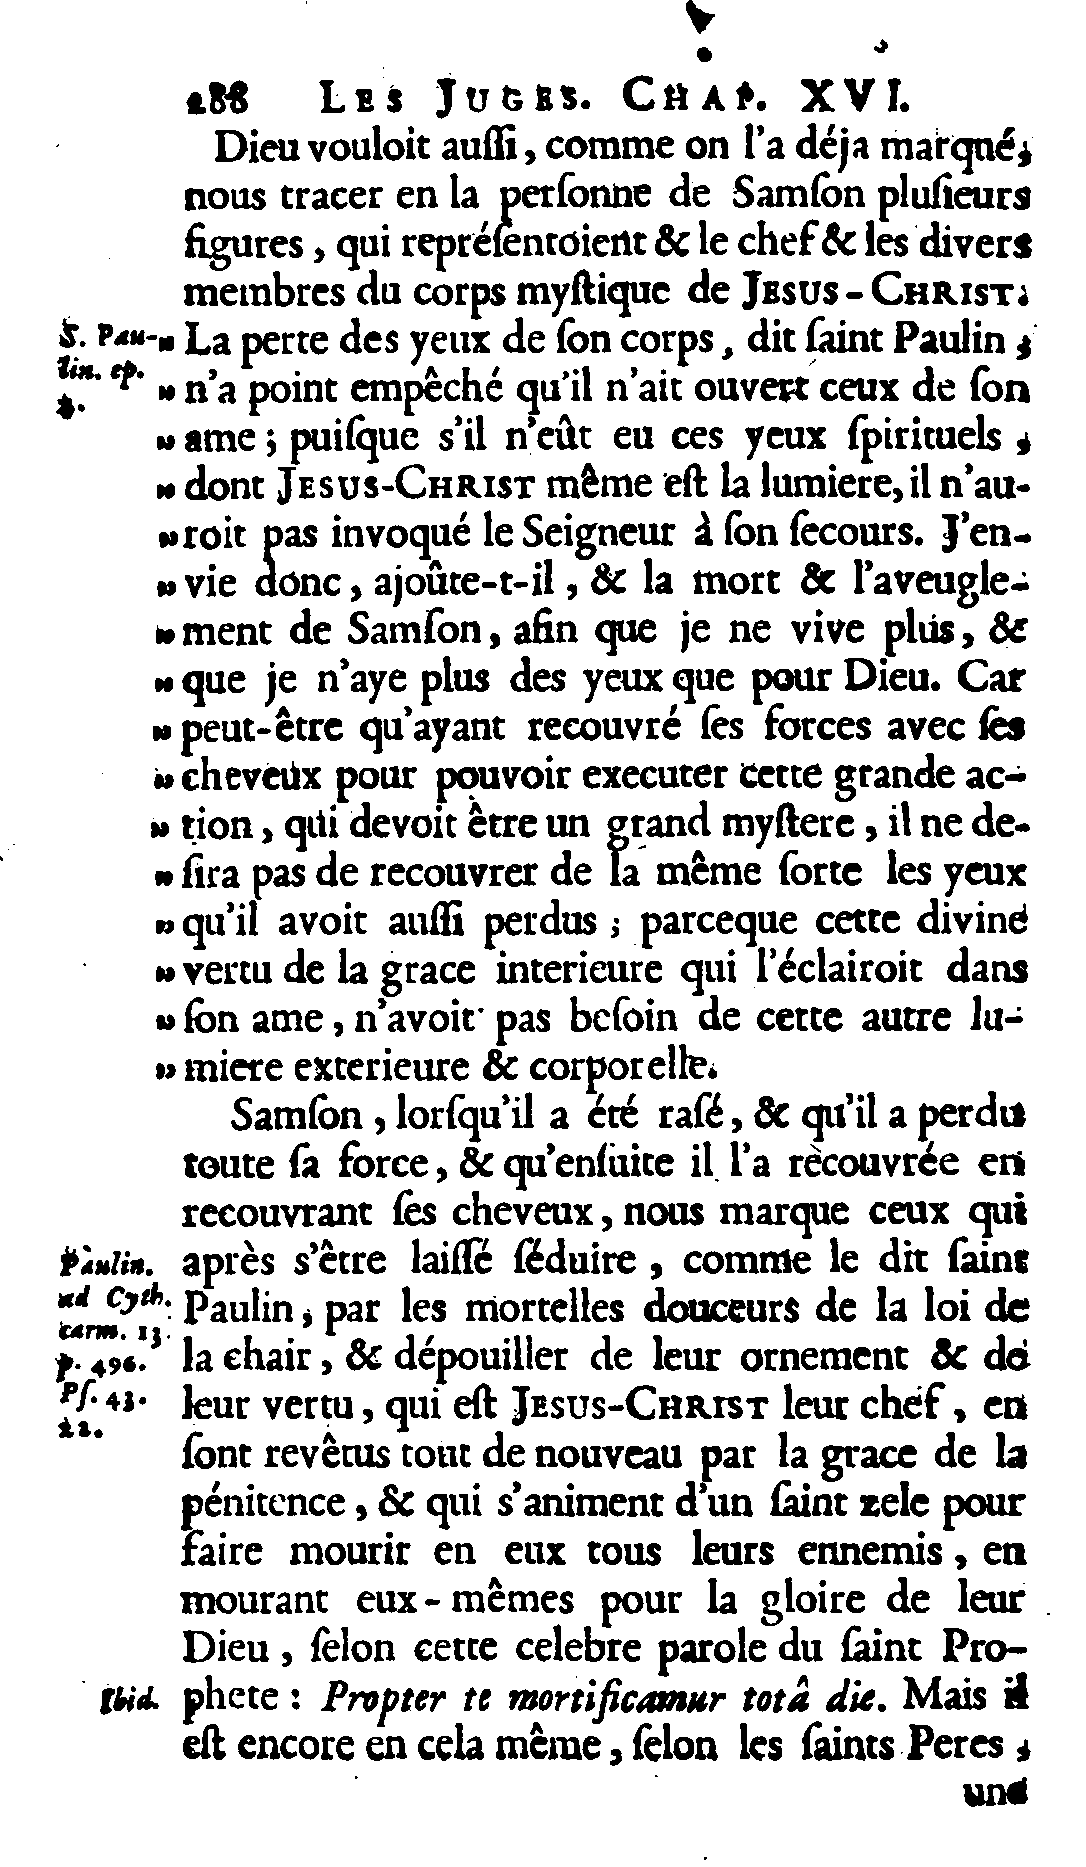 288 LES JUGES. CHAP. XVI.
Dieu vouloit auſſi, comme on l'a déja marqué,
nous tracer en la perſonne de Samſon pluſieurs
figures, qui repréſentoient & le chef & les divers
membres du corps myſtique de JESUS-CHRIST.
S. Pau- » La perte des yeux de ſon corps, dit ſaint Paulin,
lin. ep. » n'a point empêché qu'il n'ait ouvert ceux de ſon
» ame; puiſque s'il n'eût eu ces yeux ſpirituels,
» dont JESUS-CHRIST même eſt la lumiere, il n'au-
» roit pas invoqué le Seigneur à ſon ſecours. J'en-
» vie donc, ajoûte-t-il, & la mort & l'aveugle-
» ment de Samſon, afin que je ne vive plus, &
» que je n'aye plus des yeux que pour Dieu. Car
» peut-être qu'ayant recouvré ſes forces avec ſes
» cheveux pour pouvoir executer cette grande ac-
» tion, qui devoit être un grand myſtere, il ne de-
» ſira pas de recouvrer de la même ſorte les yeux
» qu'il avoit auſſi perdus; parceque cette divine
» vertu de la grace interieure qui l'éclairoit dans
» ſon ame, n'avoit pas beſoin de cette autre lu-
» miere exterieure & corporelle.
Samſon, lorſqu'il a été raſé, & qu'il a perdu
toute ſa force, & qu'enſuite il l'a recouvrée en
recouvrant ſes cheveux, nous marque ceux qui
Paulin. après s'être laiſſé ſéduire, comme le dit ſaint
ad Cyth. Paulin, par les mortelles douceurs de la loi de
carm. 13.
p. 496. la chair, & dépouiller de leur ornement & de
Pſ. 43. leur vertu, qui eſt JESUS-CHRIST leur chef, en
22.
ſont revêtus tout de nouveau par la grace de la
pénitence, & qui s'animent d'un ſaint zele pour
faire mourir en eux tous leurs ennemis, en
mourant eux-mêmes pour la gloire de leur
Dieu, ſelon cette celebre parole du ſaint Pro-
Ibid. phete: Propter te mortificamur totâ die. Mais il
eſt encore en cela même, ſelon les ſaints Peres,
une